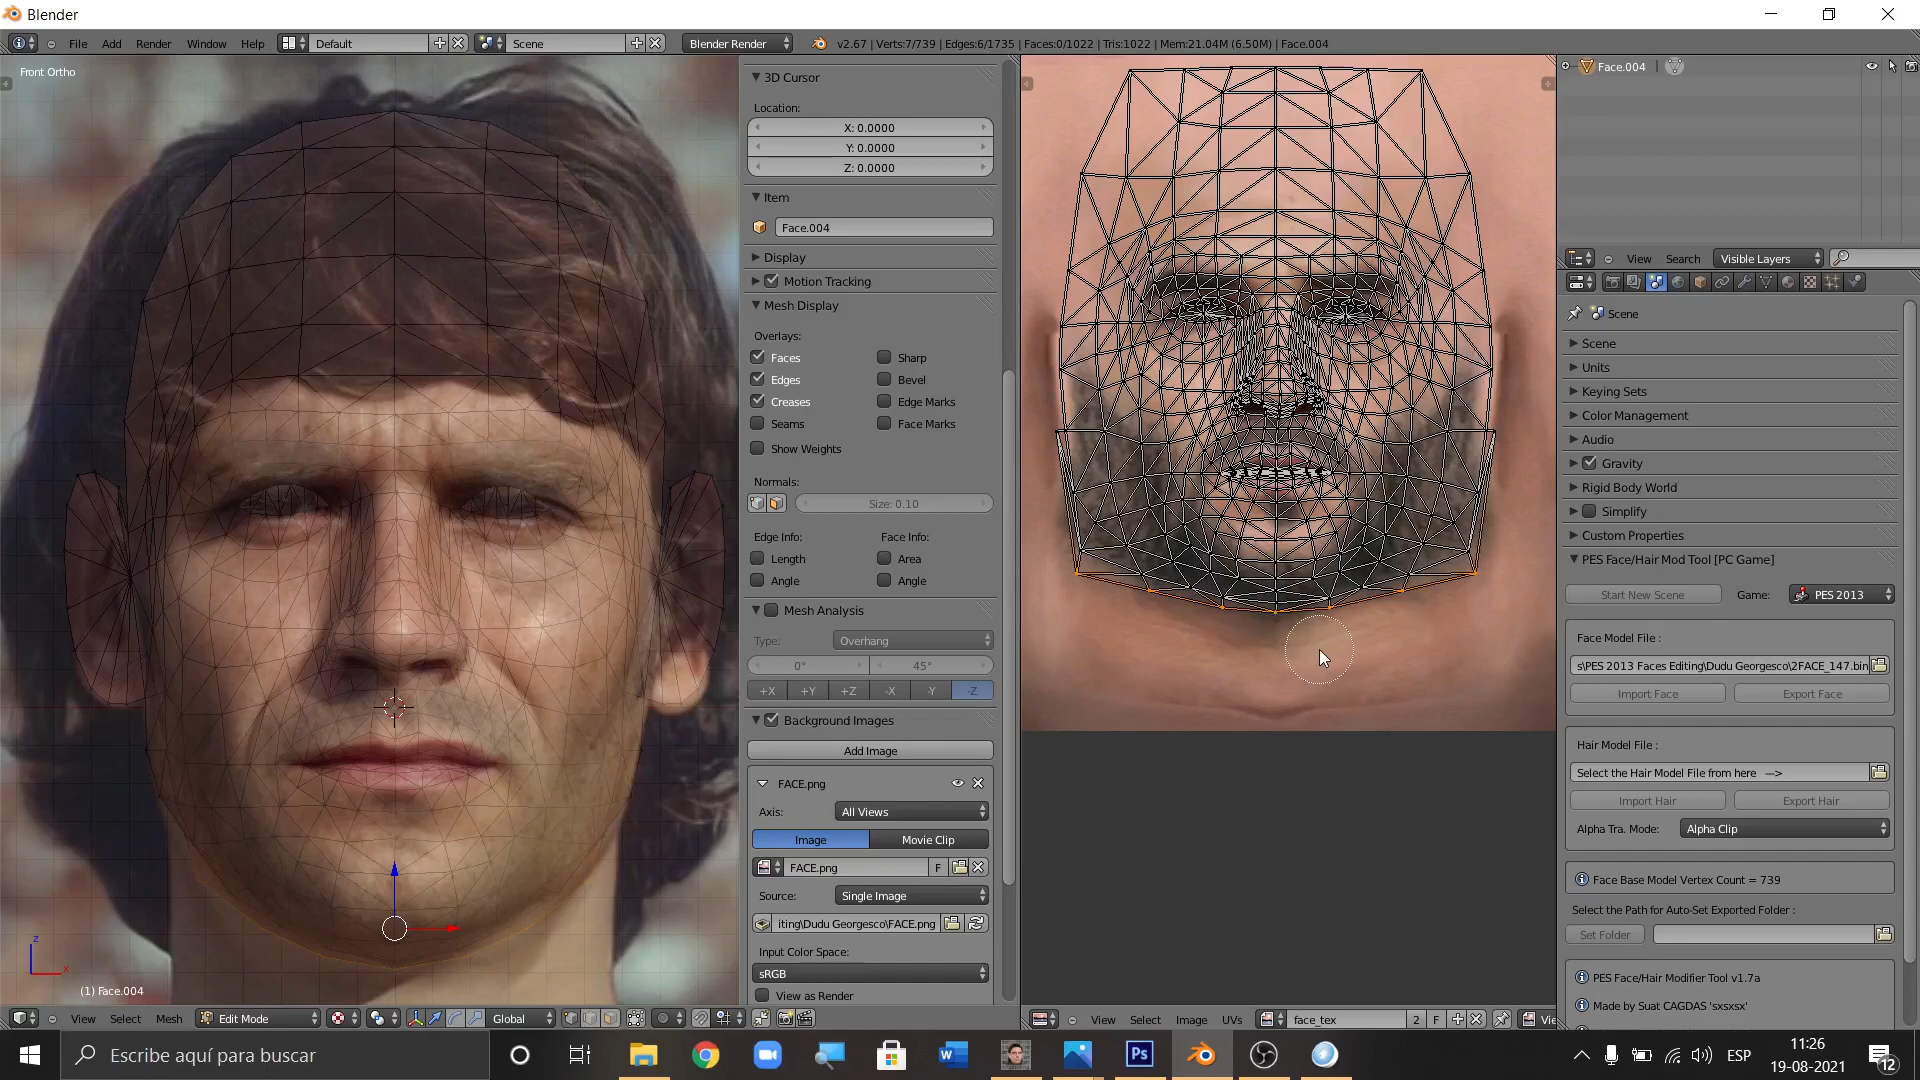 Blender
File Add Render Window Help Default Scene Blender Render v2.67 | Verts:7/739 | Edges:6/1735 | Faces:0/1022 | Tris:1022 | Mem:21.04M (6.50M) | Face.004
Front Ortho
(1) Face.004
View Select Mesh Edit Mode Global
3D Cursor
Location:
X: 0.0000
Y: 0.0000
Z: 0.0000
Item
Face.004
Display
Motion Tracking
Mesh Display
Overlays:
Faces Sharp
Edges Bevel
Creases Edge Marks
Seams Face Marks
Show Weights
Normals:
Size: 0.10
Edge Info: Face Info:
Length Area
Angle Angle
Mesh Analysis
Type: Overhang
0° 45°
+X +Y +Z -X -Y -Z
Background Images
Add Image
FACE.png
Axis: All Views
Image Movie Clip
FACE.png F
Source: Single Image
iting\Dudu Georgesco\FACE.png
Input Color Space:
sRGB
View as Render
View Select Image UVs face_tex 2 F Vie
Face.004
View Search Visible Layers
Scene
Scene
Units
Keying Sets
Color Management
Audio
Gravity
Rigid Body World
Simplify
Custom Properties
PES Face/Hair Mod Tool [PC Game]
Start New Scene Game: PES 2013
Face Model File :
s\PES 2013 Faces Editing\Dudu Georgesco\2FACE_147.bin
Import Face Export Face
Hair Model File :
Select the Hair Model File from here --->
Import Hair Export Hair
Alpha Tra. Mode: Alpha Clip
Face Base Model Vertex Count = 739
Select the Path for Auto-Set Exported Folder :
Set Folder
PES Face/Hair Modifier Tool v1.7a
Made by Suat CAGDAS 'sxsxsx'
Escribe aquí para buscar
ESP
11:26
19-08-2021
12